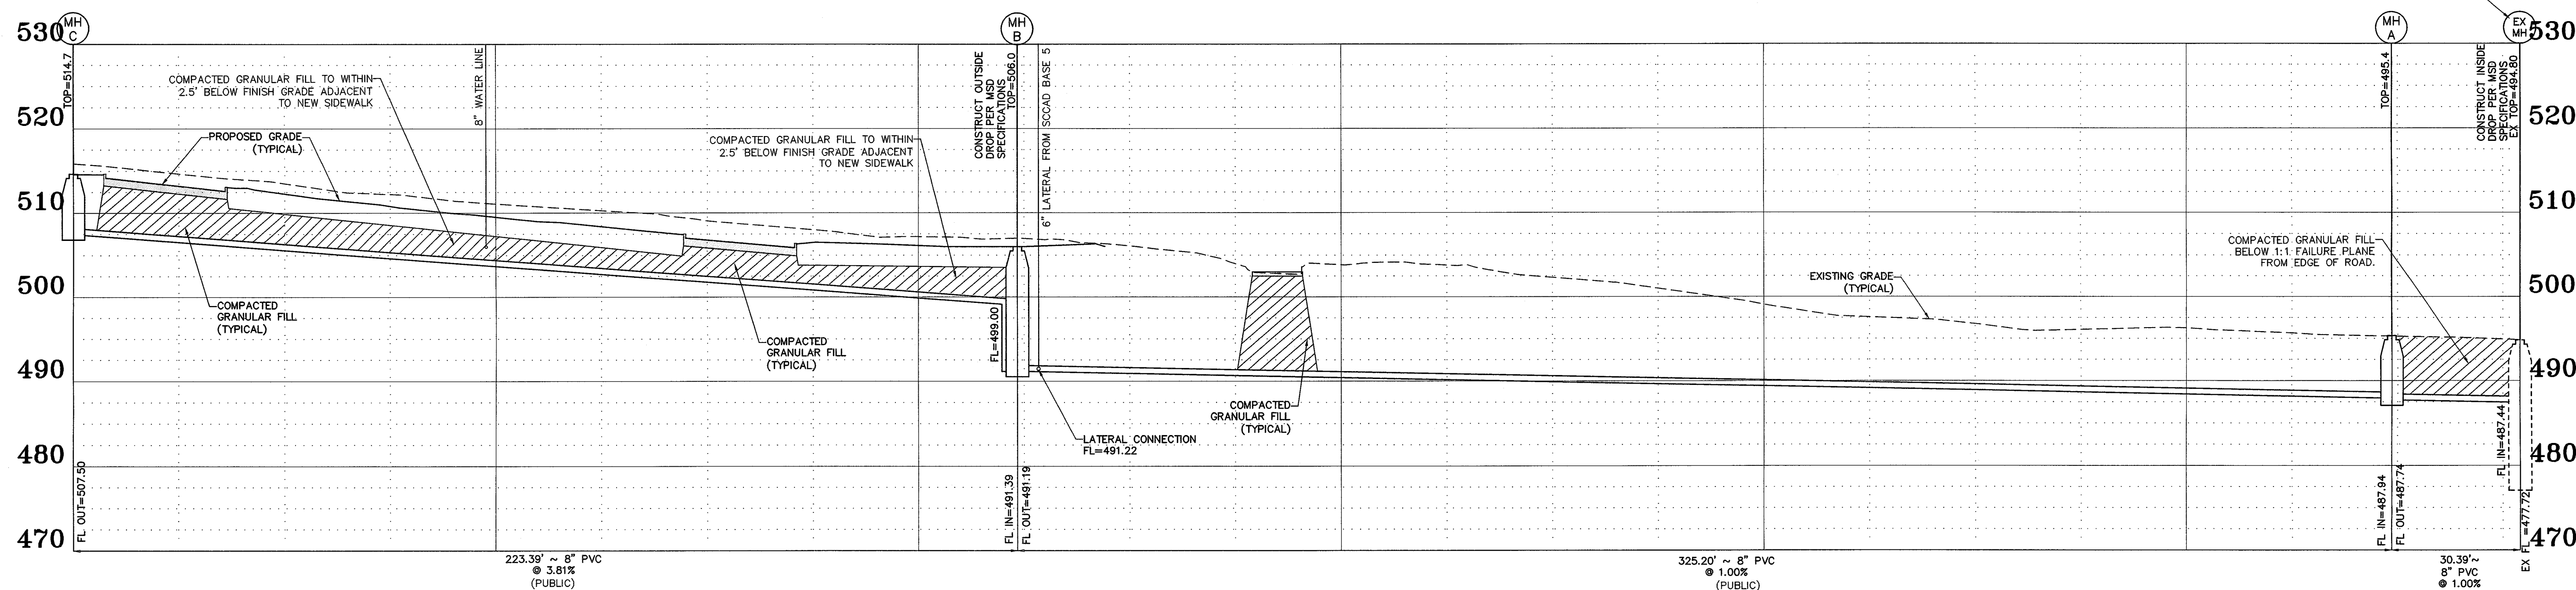 MH
C
MH
B
MH
A
EX
MH
530
530
520
520
510
510
500
500
490
490
480
480
470
470
TOP=514.7
COMPACTED GRANULAR FILL TO WITHIN
2.5' BELOW FINISH GRADE ADJACENT
TO NEW SIDEWALK
PROPOSED GRADE
(TYPICAL)
8" WATER LINE
COMPACTED GRANULAR FILL TO WITHIN
2.5' BELOW FINISH GRADE ADJACENT
TO NEW SIDEWALK
CONSTRUCT OUTSIDE
DROP PER MSD
SPECIFICATIONS
TOP=506.0
6" LATERAL FROM SCCAD BASE 5
TOP=495.4
CONSTRUCT INSIDE
DROP PER MSD
SPECIFICATIONS
EX TOP=494.80
COMPACTED GRANULAR FILL
BELOW 1:1 FAILURE PLANE
FROM EDGE OF ROAD.
EXISTING GRADE
(TYPICAL)
COMPACTED
GRANULAR FILL
(TYPICAL)
COMPACTED
GRANULAR FILL
(TYPICAL)
FL=499.00
COMPACTED
GRANULAR FILL
(TYPICAL)
LATERAL CONNECTION
FL=491.22
FL OUT=507.50
FL IN=491.39
FL OUT=491.19
FL IN=487.94
FL OUT=487.74
FL IN=487.44
EX FL =477.72
223.39' ~ 8" PVC
@ 3.81%
(PUBLIC)
325.20' ~ 8" PVC
@ 1.00%
(PUBLIC)
30.39'~
8" PVC
@ 1.00%